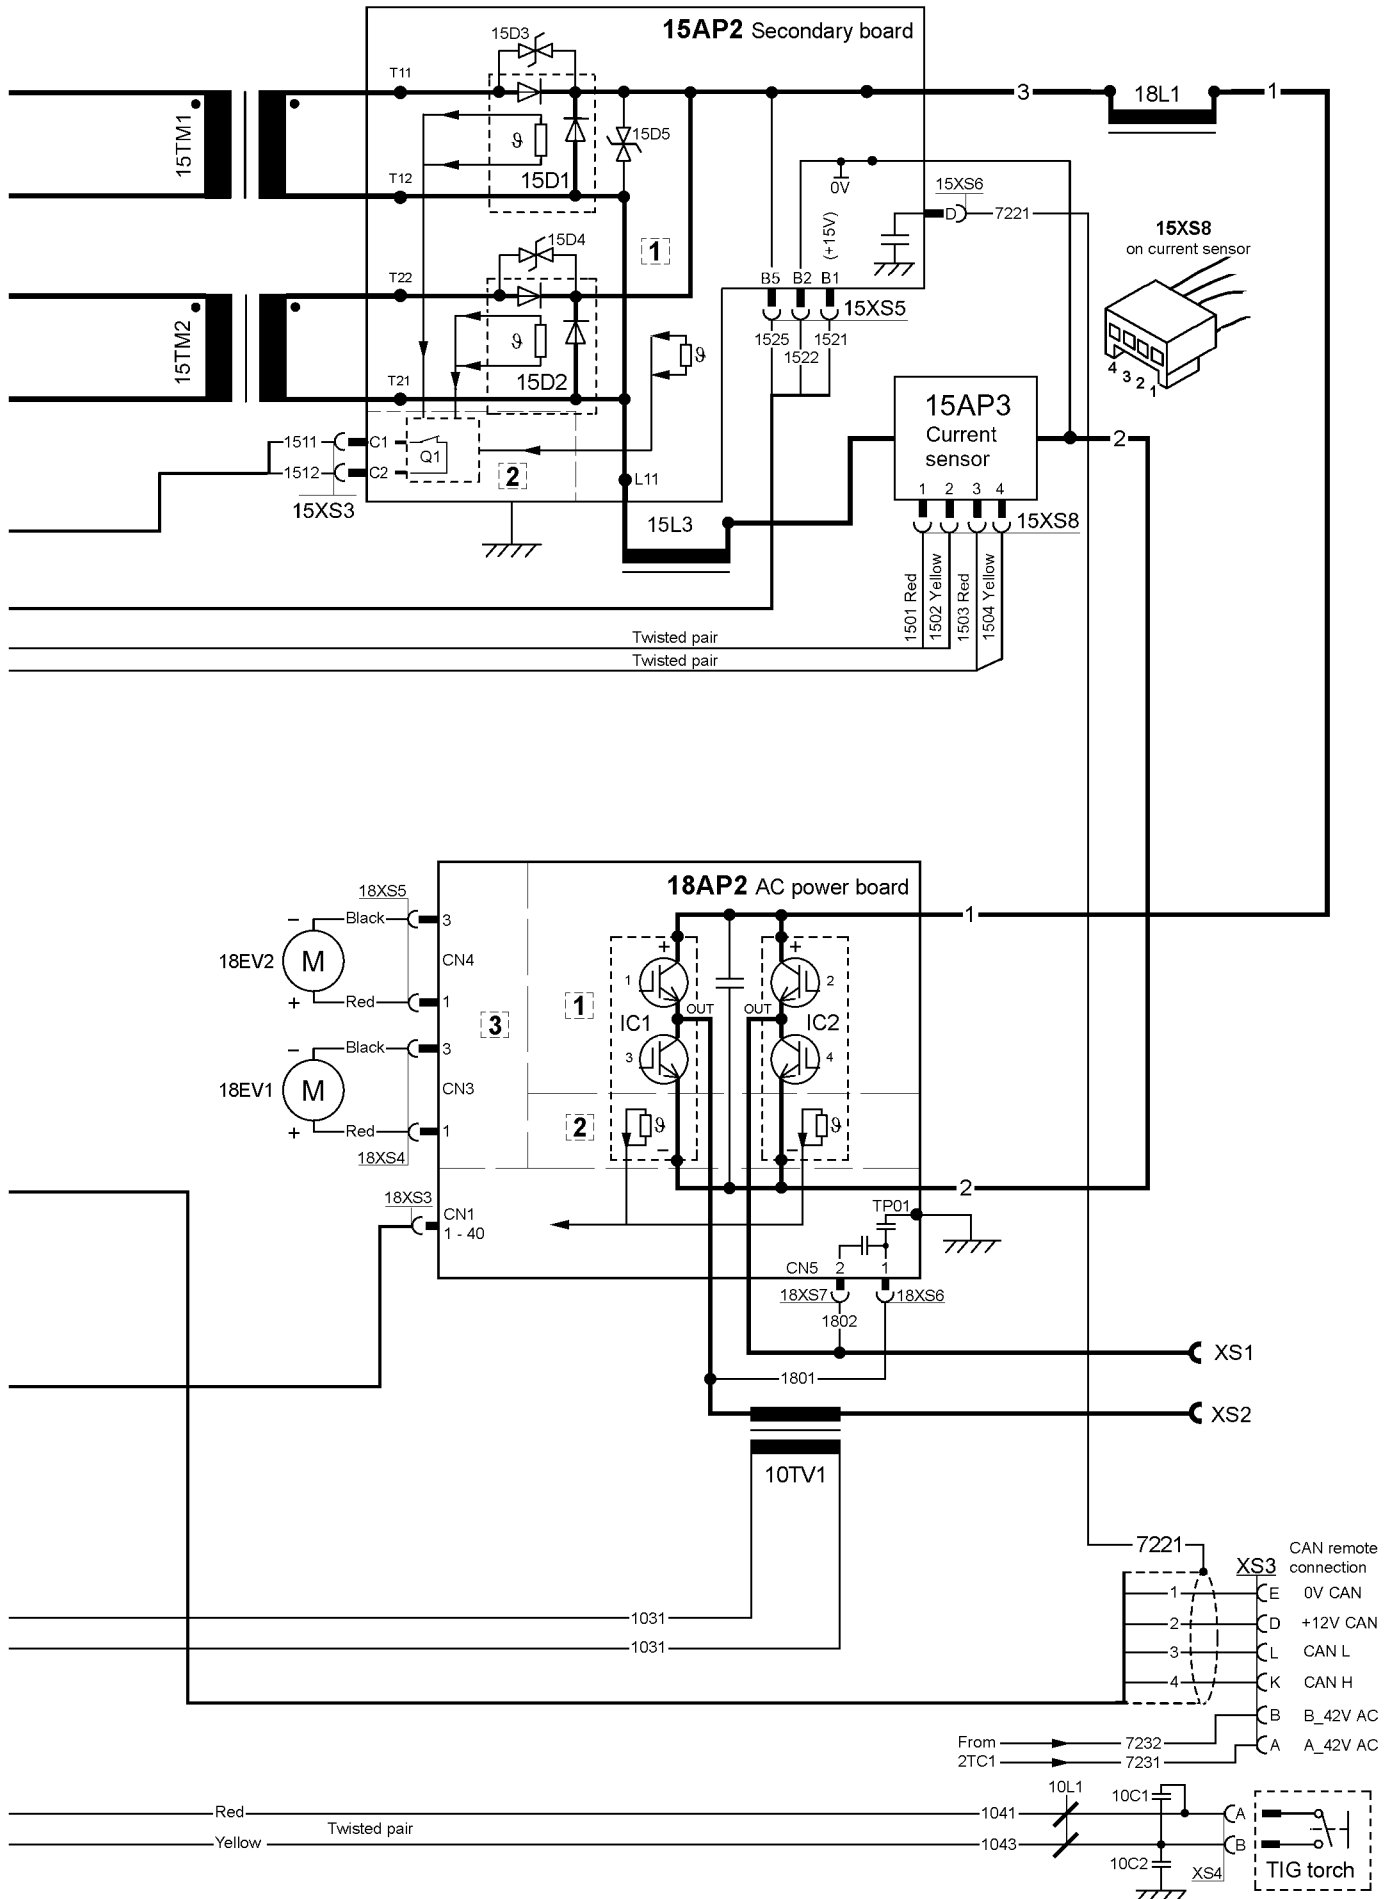 15AP2 Secondary board
15D3
T11
3
18L1
1
15TM1
ϑ
15D5
15D1
T12
0V
15XS6
D
7221
(+15V)
15XS8
on current sensor
15D4
1
T22
B5 B2 B1
15XS5
1525
1522
1521
15TM2
ϑ
ϑ
15D2
T21
4 3 2 1
15AP3
Current
sensor
2
1511
C1
Q1
1512
C2
2
L11
15XS3
1 2 3 4
15L3
15XS8
1501 Red
1502 Yellow
1503 Red
1504 Yellow
Twisted pair
Twisted pair
18AP2 AC power board
18XS5
−
Black
3
1
18EV2
M
CN4
+
Red
1
+
+
1
2
1
OUT
OUT
3
IC1
IC2
−
Black
3
3
4
18EV1
M
CN3
+
Red
1
2
ϑ
ϑ
18XS4
−
−
2
18XS3
CN1
1 - 40
TP01
CN5 2 1
18XS7
18XS6
1802
XS1
1801
XS2
10TV1
7221
CAN remote
connection
XS3
1
E
0V CAN
2
D
+12V CAN
1031
3
L
CAN L
1031
4
K
CAN H
B
B_42V AC
From
7232
A
A_42V AC
2TC1
7231
10L1
10C1
Red
1041
A
Twisted pair
Yellow
1043
B
10C2
XS4
TIG torch